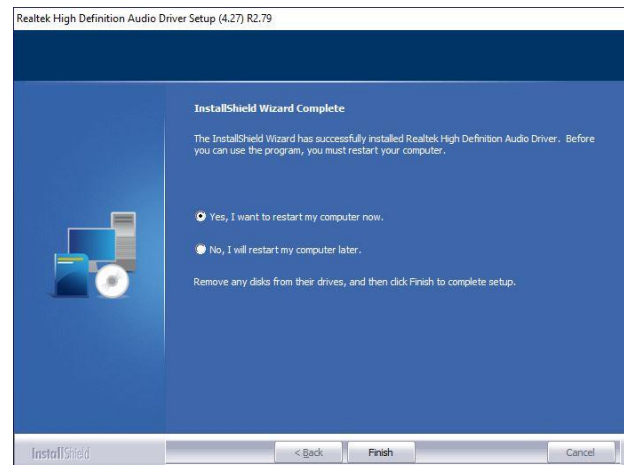 Realtek High Definition Audio Driver Setup (4.27) R2.79
InstallShield Wizard Complete
The InstallShield Wizard has successfully installed Realtek High Definition Audio Driver. Before
you can use the program, you must restart your computer.
Yes, I want to restart my computer now.
No, I will restart my computer later.
Remove any disks from their drives, and then click Finish to complete setup.
InstallShield
< Back
Finish
Cancel